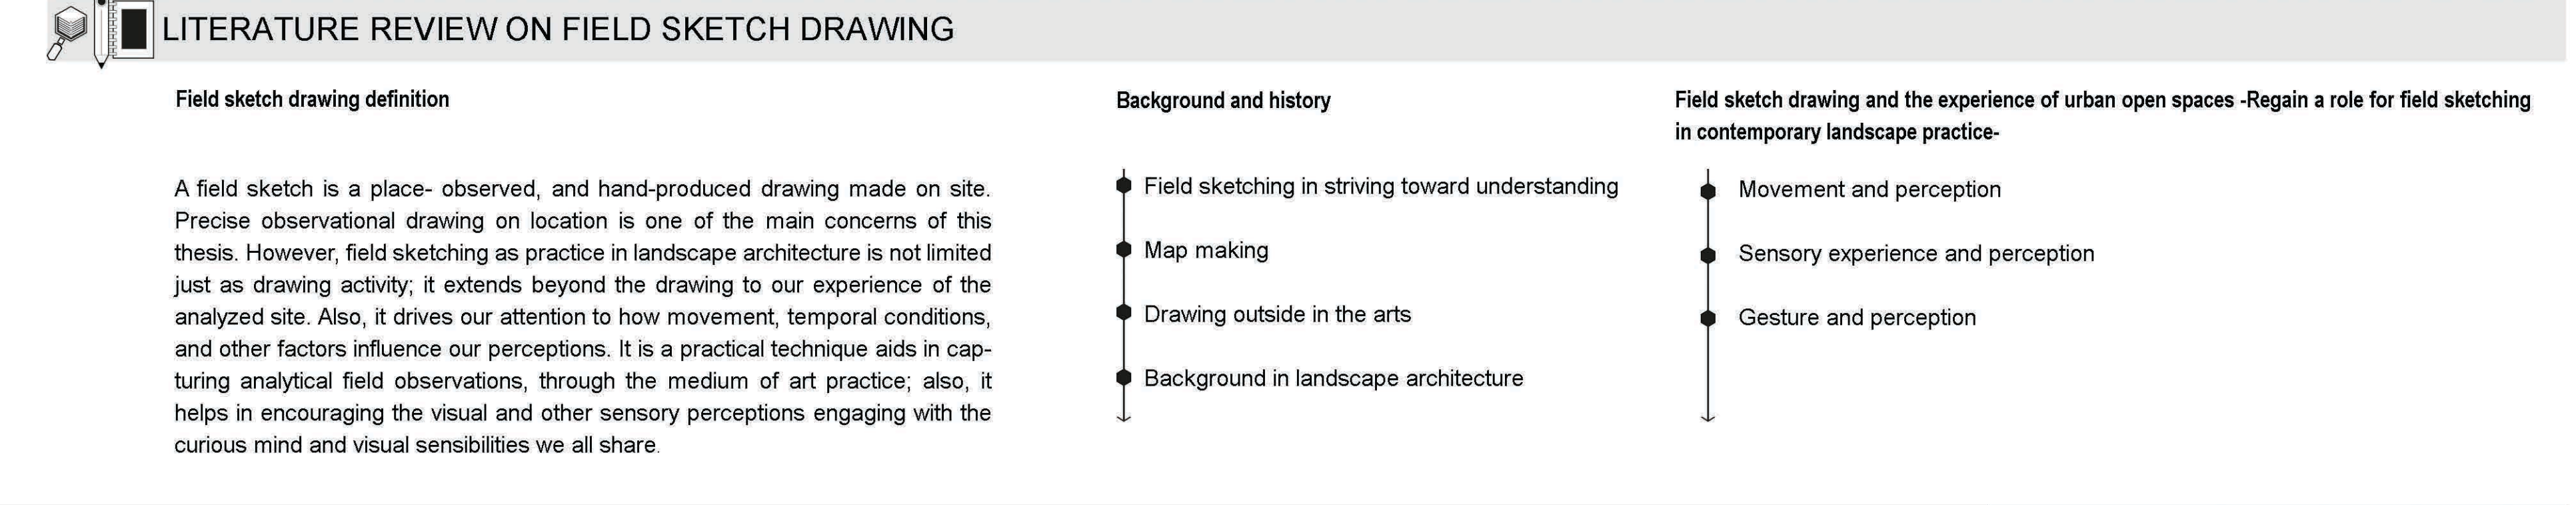 LITERATURE REVIEW ON FIELD SKETCH DRAWING
Field sketch drawing definition
A field sketch is a place- observed, and hand-produced drawing made on site.
Precise observational drawing on location is one of the main concerns of this
thesis. However, field sketching as practice in landscape architecture is not limited
just as drawing activity; it extends beyond the drawing to our experience of the
analyzed site. Also, it drives our attention to how movement, temporal conditions,
and other factors influence our perceptions. It is a practical technique aids in cap-
turing analytical field observations, through the medium of art practice; also, it
helps in encouraging the visual and other sensory perceptions engaging with the
curious mind and visual sensibilities we all share.
Background and history
Field sketching in striving toward understanding
Map making
Drawing outside in the arts
Background in landscape architecture
Field sketch drawing and the experience of urban open spaces -Regain a role for field sketching
in contemporary landscape practice-
Movement and perception
Sensory experience and perception
Gesture and perception